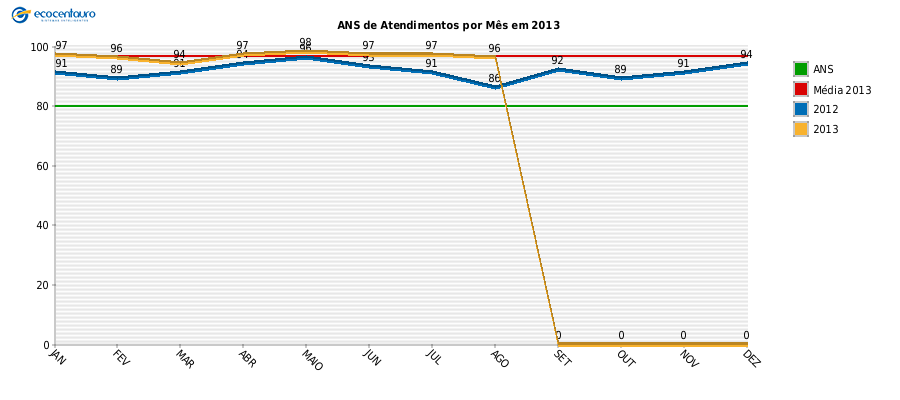 ecocentauro
ANS de Atendimentos por Mês em 2013
100
80
60
40
20
0
97 96 94 97 98 97 97 96
91 89 91 94 96 93 91 86 92 89 91 94
0 0 0 0
JAN FEV MAR ABR MAIO JUN JUL AGO SET OUT NOV DEZ
ANS
Média 2013
2012
2013